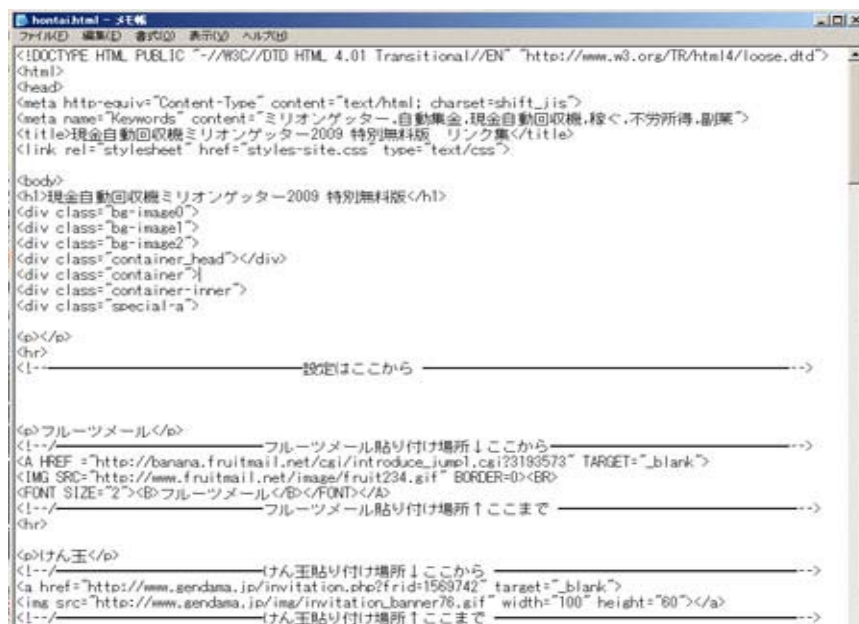 hontai.html - メモ帳
ファイル(F) 編集(E) 書式(O) 表示(V) ヘルプ(H)
<!DOCTYPE HTML PUBLIC "-//W3C//DTD HTML 4.01 Transitional//EN" "http://www.w3.org/TR/html4/loose.dtd">
<html>
<head>
<meta http-equiv="Content-Type" content="text/html; charset=shift_jis">
<meta name="Keywords" content="ミリオンゲッター,自動集金,現金自動回収機,稼ぐ,不労所得,副業">
<title>現金自動回収機ミリオンゲッター2009 特別無料版 リンク集</title>
<link rel="stylesheet" href="styles-site.css" type="text/css">
<body>
<h1>現金自動回収機ミリオンゲッター2009 特別無料版</h1>
<div class="bg-image0">
<div class="bg-image1">
<div class="bg-image2">
<div class="container_head"></div>
<div class="container">
<div class="container-inner">
<div class="special-a">
<p></p>
<hr>
<!--━━━━━━━━━━━━━━━━設定はここから ━━━━━━━━━━━━━━━━━━━━━━━━-->
<p>フルーツメール</p>
<!--/━━━━━━━━━━━━━フルーツメール貼り付け場所↓ここから━━━━━━━━━━━━━━━-->
<A HREF ="http://banana.fruitmail.net/cgi/introduce_jump1.cgi?3193573" TARGET="_blank">
<IMG SRC="http://www.fruitmail.net/image/fruit234.gif" BORDER=0><BR>
<FONT SIZE="2"><B>フルーツメール</B></FONT></A>
<!--/━━━━━━━━━━━━━フルーツメール貼り付け場所↑ここまで ━━━━━━━━━━━━━━━-->
<hr>
<p>げん玉</p>
<!--/━━━━━━━━━━━━━げん玉貼り付け場所↓ここから ━━━━━━━━━━━━━━━━━━━-->
<a href="http://www.gendama.jp/invitation.php?frid=1569742" target="_blank">
<img src="http://www.gendama.jp/img/invitation_banner76.gif" width="100" height="60"></a>
<!--/━━━━━━━━━━━━━げん玉貼り付け場所↑ここまで ━━━━━━━━━━━━━━━━━━━-->